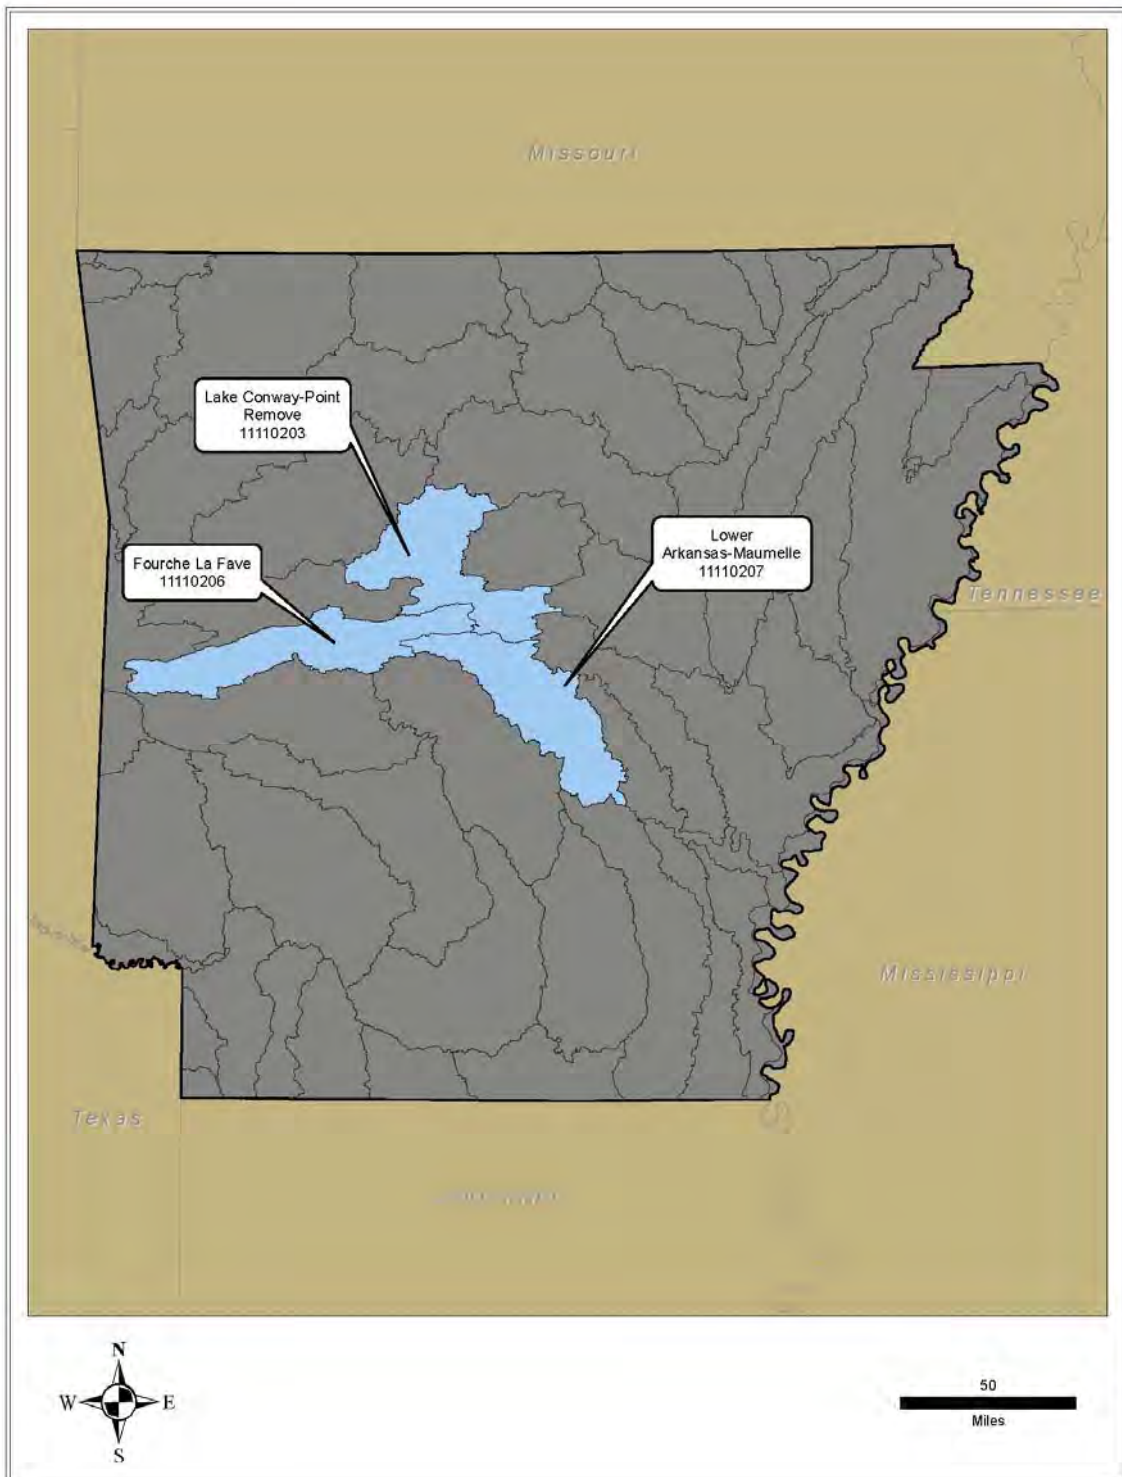 Missouri
Lake Conway-Point
Remove
11110203
Lower
Arkansas-Maumelle
11110207
Fourche La Fave
11110206
Tennessee
Mississippi
Texas
N
W E
S
50
Miles